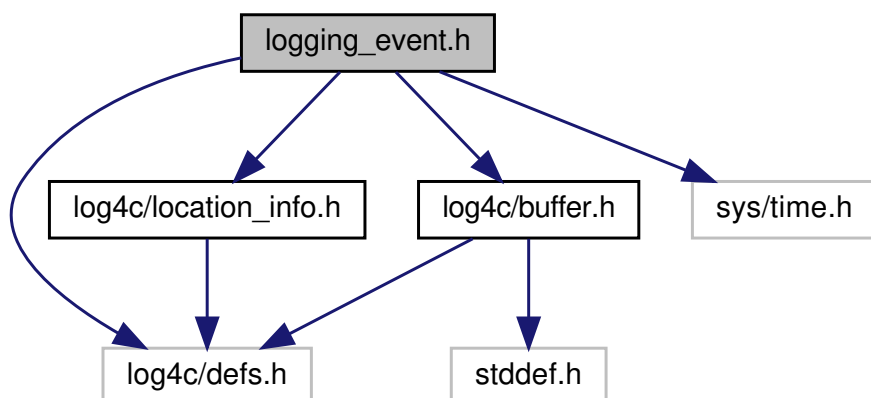 logging_event.h
log4c/location_info.h
log4c/buffer.h
sys/time.h
log4c/defs.h
stddef.h